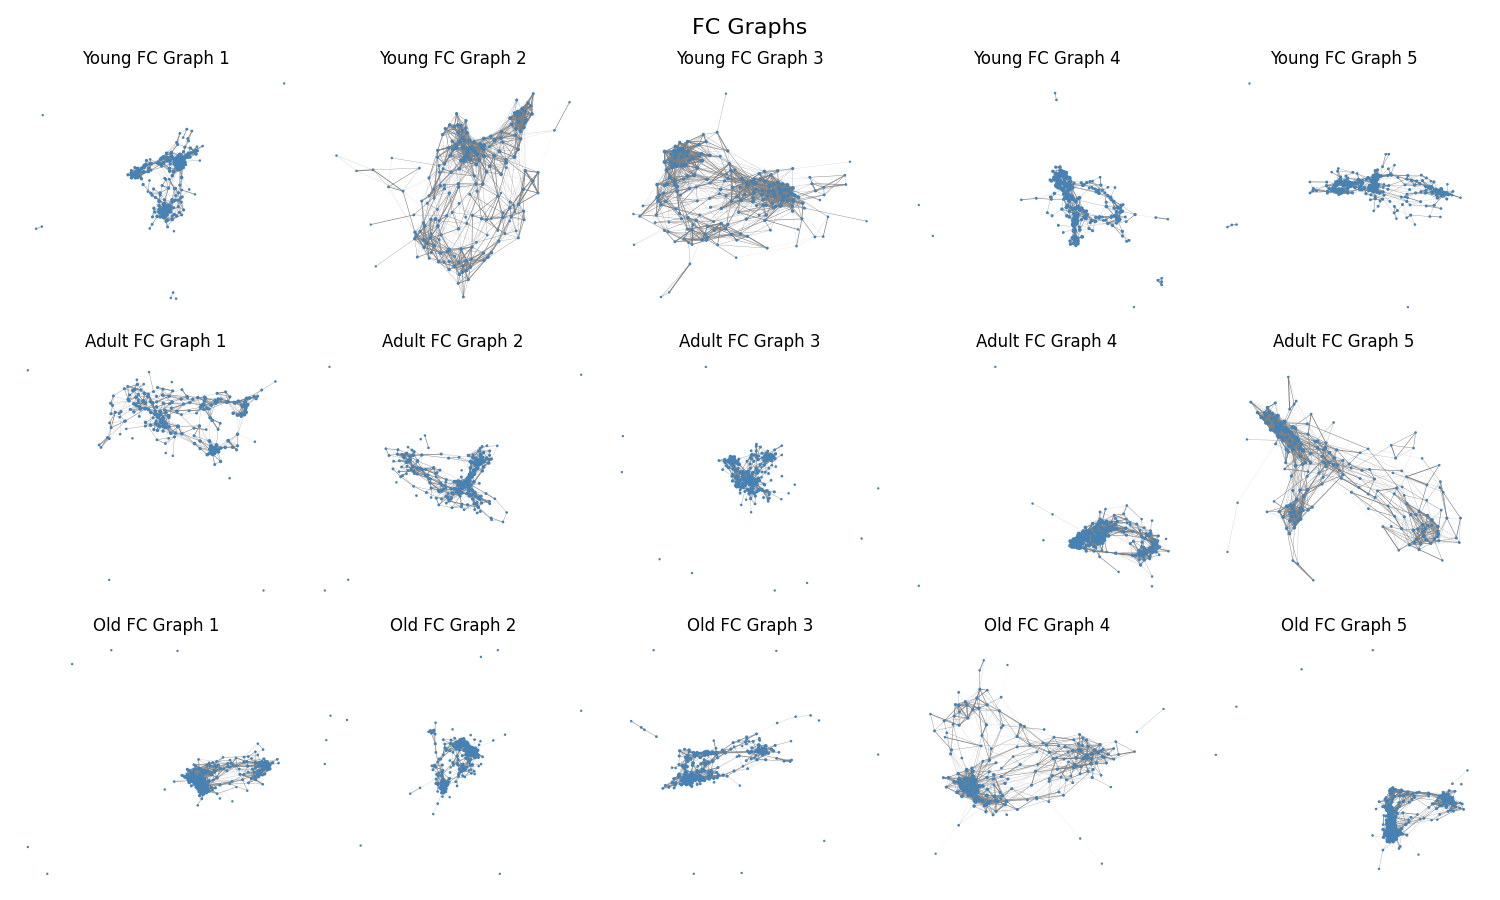 FC Graphs
Young FC Graph 1
Young FC Graph 2
Young FC Graph 3
Young FC Graph 4
Young FC Graph 5
Adult FC Graph 1
Adult FC Graph 2
Adult FC Graph 3
Adult FC Graph 4
Adult FC Graph 5
Old FC Graph 1
Old FC Graph 2
Old FC Graph 3
Old FC Graph 4
Old FC Graph 5